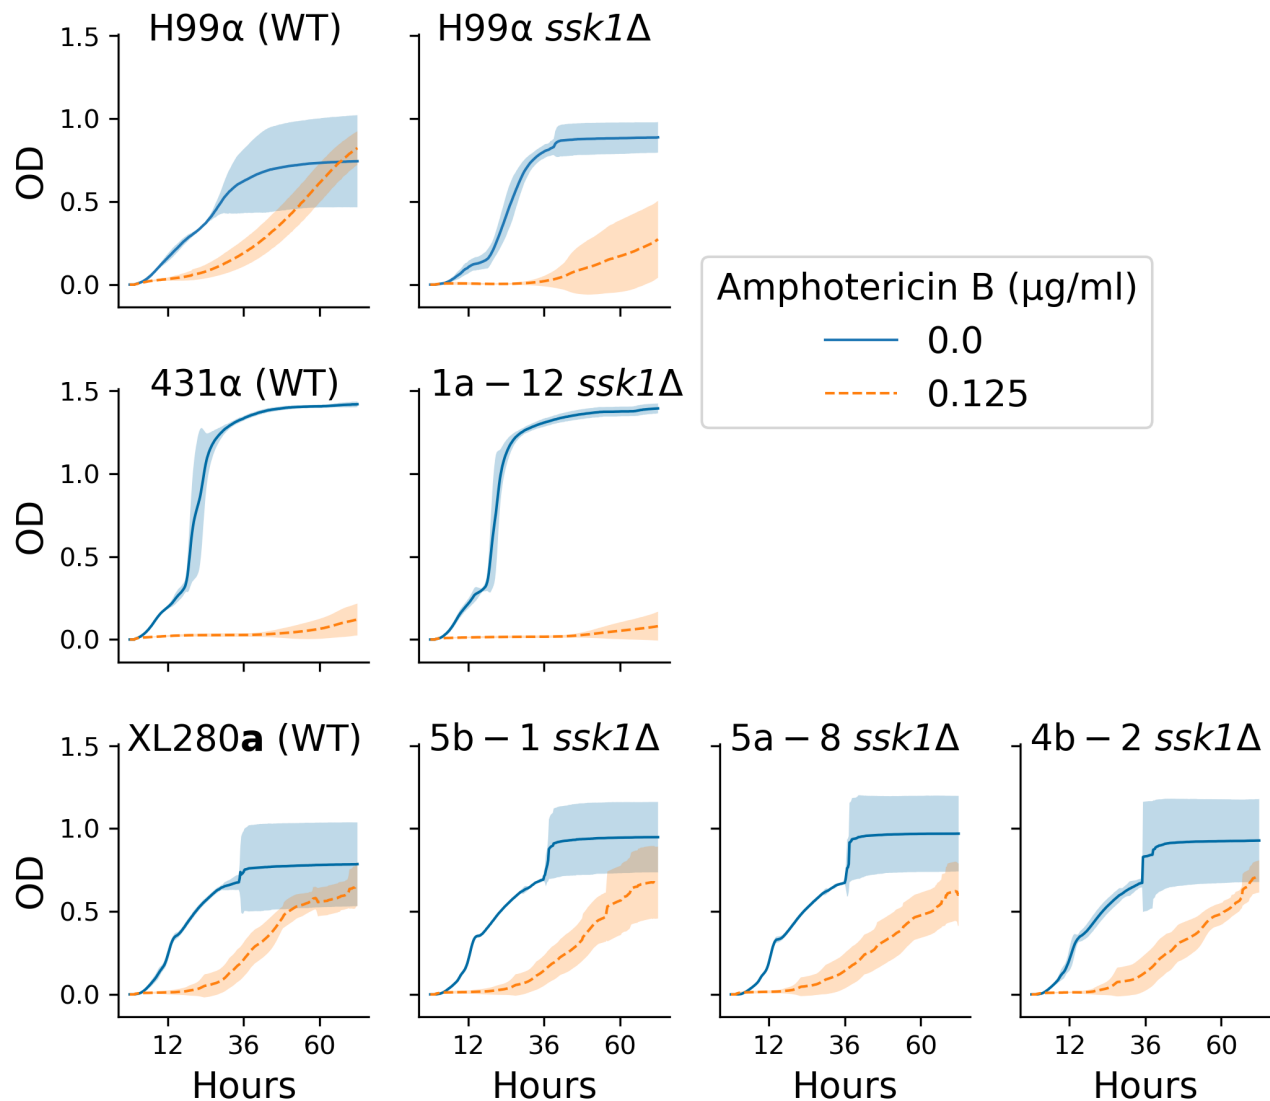 H99α (WT)
H99α ssk1Δ
1.5
1.0
0.5
0.0
OD
Amphotericin B (μg/ml)
0.0
0.125
431α (WT)
1a − 12 ssk1Δ
1.5
1.0
0.5
0.0
OD
XL280a (WT)
5b − 1 ssk1Δ
5a − 8 ssk1Δ
4b − 2 ssk1Δ
1.5
1.0
0.5
0.0
OD
12 36 60
12 36 60
12 36 60
12 36 60
Hours
Hours
Hours
Hours